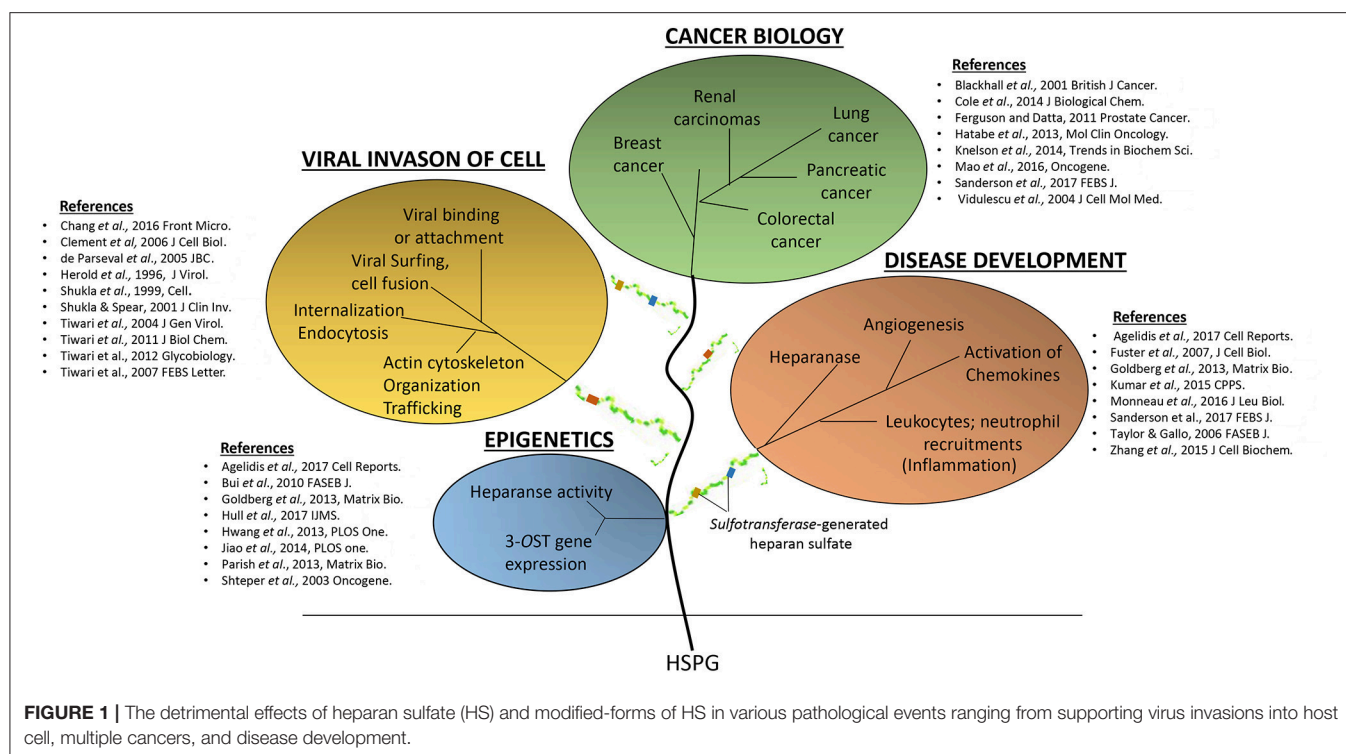 CANCER BIOLOGY
Renal
carcinomas
Lung
cancer
Breast
cancer
Pancreatic
cancer
Colorectal
cancer
References
• Blackhall et al., 2001 British J Cancer.
• Cole et al., 2014 J Biological Chem.
• Ferguson and Datta, 2011 Prostate Cancer.
• Hatabe et al., 2013, Mol Clin Oncology.
• Knelson et al., 2014, Trends in Biochem Sci.
• Mao et al., 2016, Oncogene.
• Sanderson et al., 2017 FEBS J.
• Vidulescu et al., 2004 J Cell Mol Med.
VIRAL INVASON OF CELL
Viral binding
or attachment
Viral Surfing,
cell fusion
Internalization
Endocytosis
Actin cytoskeleton
Organization
Trafficking
References
• Chang et al., 2016 Front Micro.
• Clement et al, 2006 J Cell Biol.
• de Parseval et al., 2005 JBC.
• Herold et al., 1996, J Virol.
• Shukla et al., 1999, Cell.
• Shukla & Spear, 2001 J Clin Inv.
• Tiwari et al., 2004 J Gen Virol.
• Tiwari et al., 2011 J Biol Chem.
• Tiwari et al., 2012 Glycobiology.
• Tiwari et al., 2007 FEBS Letter.
DISEASE DEVELOPMENT
Angiogenesis
Heparanase
Activation of
Chemokines
Leukocytes; neutrophil
recruitments
(Inflammation)
References
• Agelidis et al., 2017 Cell Reports.
• Fuster et al., 2007, J Cell Biol.
• Goldberg et al., 2013, Matrix Bio.
• Kumar et al., 2015 CPPS.
• Monneau et al., 2016 J Leu Biol.
• Sanderson et al., 2017 FEBS J.
• Taylor & Gallo, 2006 FASEB J.
• Zhang et al., 2015 J Cell Biochem.
EPIGENETICS
Heparanse activity
3-OST gene
expression
References
• Agelidis et al., 2017 Cell Reports.
• Bui et al., 2010 FASEB J.
• Goldberg et al., 2013, Matrix Bio.
• Hull et al., 2017 IJMS.
• Hwang et al., 2013, PLOS One.
• Jiao et al., 2014, PLOS one.
• Parish et al., 2013, Matrix Bio.
• Shteper et al., 2003 Oncogene.
Sulfotransferase-generated
heparan sulfate
HSPG
FIGURE 1 | The detrimental effects of heparan sulfate (HS) and modified-forms of HS in various pathological events ranging from supporting virus invasions into host
cell, multiple cancers, and disease development.